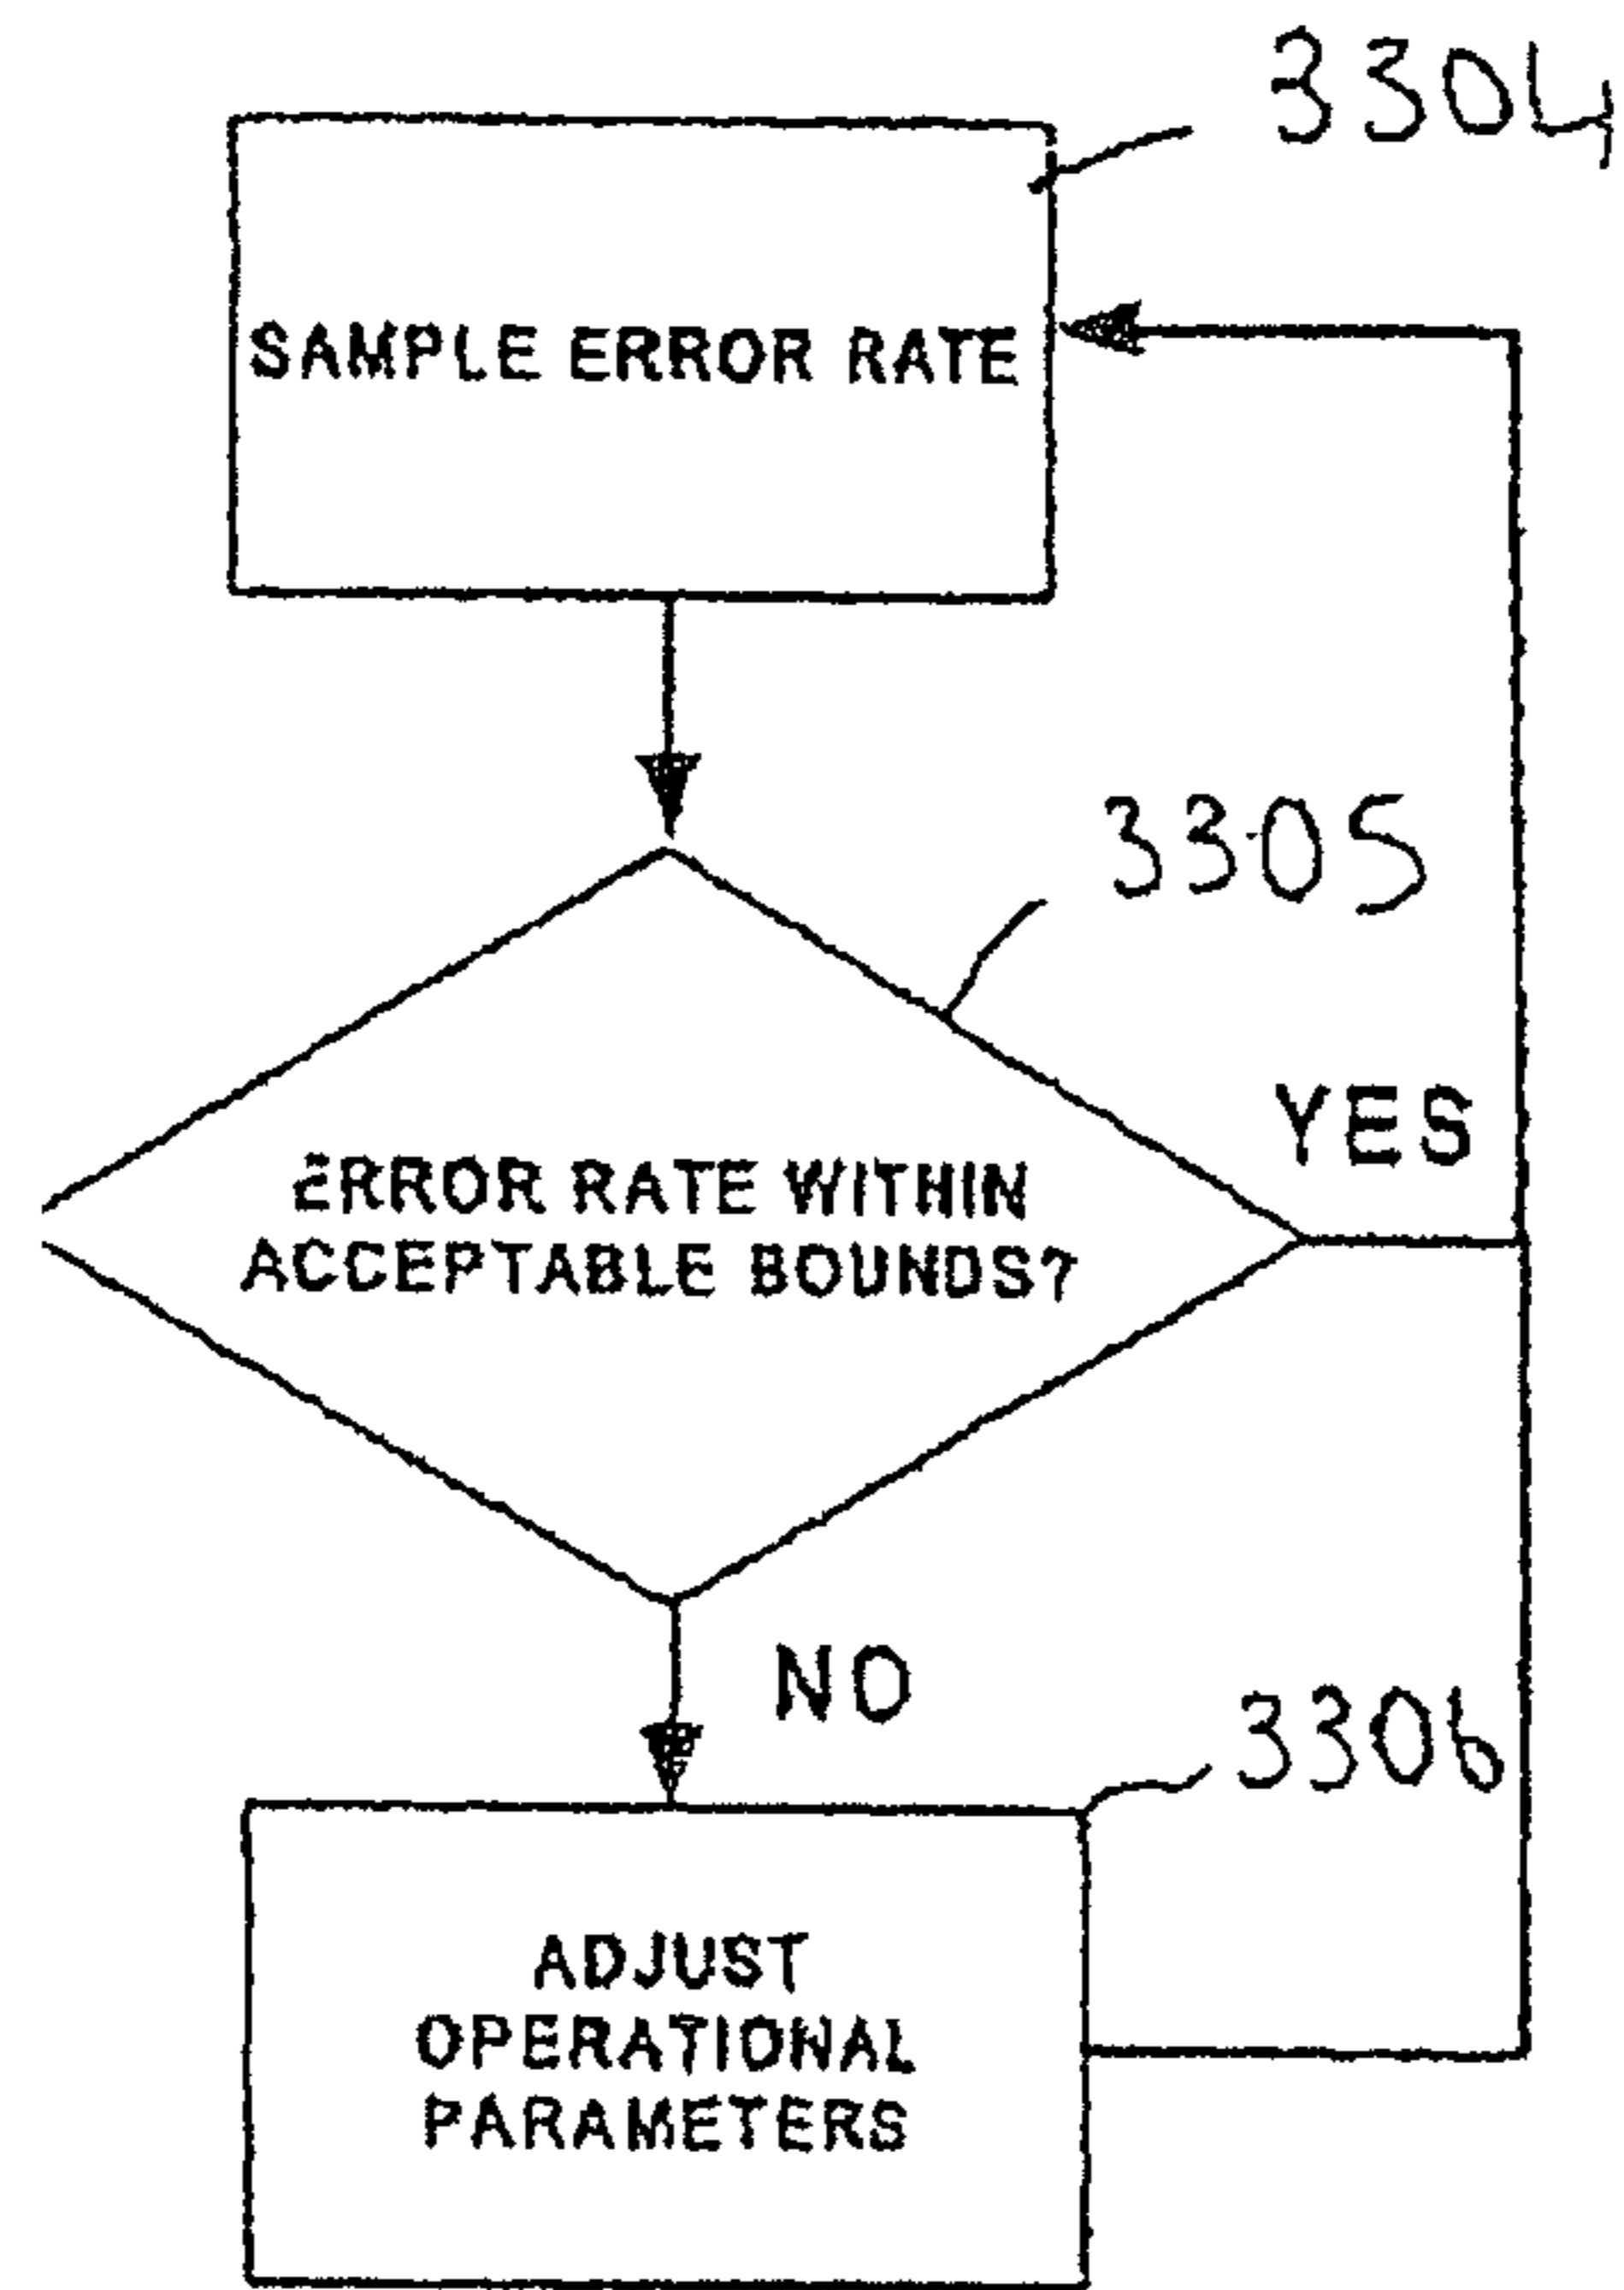 3304
SAMPLE ERROR RATE
3305
YES
ERROR RATE WITHIN
ACCEPTABLE BOUNDS?
NO
3306
ADJUST
OPERATIONAL
PARAMETERS